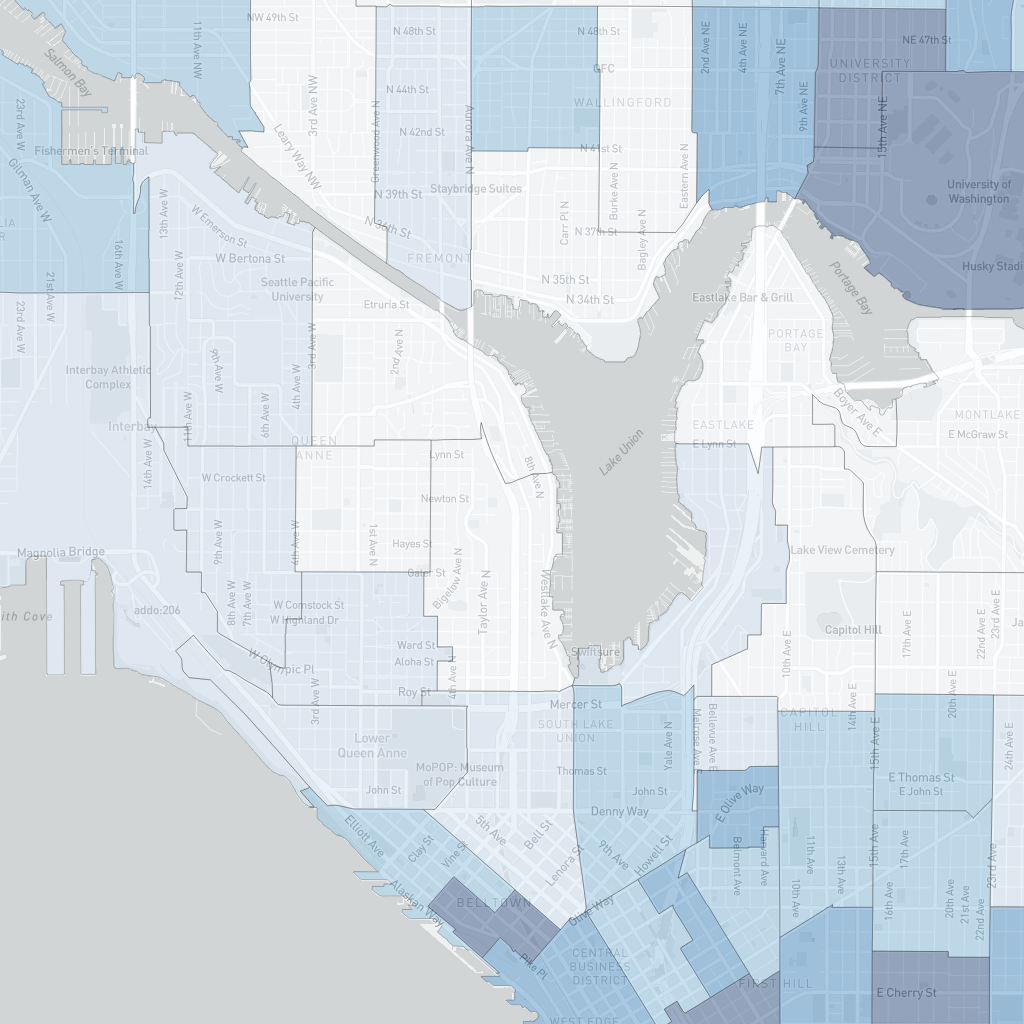 NW 49th St
N 48th St
N 48th St
11th Ave NW
2nd Ave NE
4th Ave NE
7th Ave NE
NE 47th St
Salmon Bay
UNIVERSITY
DISTRICT
GFC
3rd Ave NW
N 44th St
WALLINGFORD
9th Ave NE
15th Ave NE
23rd Ave W
Greenwood Ave N
Aurora Ave N
N 42nd St
Fishermen's Terminal
Leary Way NW
N 41st St
Gilman Ave W
Staybridge Suites
N 39th St
Burke Ave N
Eastern Ave N
University of
Washington
13th Ave W
W Emerson St
N 36th St
Carr Pl N
N 37th St
Bagley Ave N
16th Ave W
W Bertona St
FREMONT
Husky Stadi
12th Ave W
Seattle Pacific
University
N 35th St
N 34th St
Portage Bay
Eastlake Bar & Grill
21st Ave W
23rd Ave W
Etruria St
3rd Ave W
2nd Ave N
PORTAGE
BAY
Interbay Athletic
Complex
9th Ave W
4th Ave W
6th Ave W
11th Ave W
Interbay
Boyer Ave E
MONTLAKE
EASTLAKE
E Lynn St
E McGraw St
QUEEN
ANNE
14th Ave W
Lynn St
Lake Union
8th Ave N
W Crockett St
Newton St
9th Ave W
4th Ave W
1st Ave N
Hayes St
Magnolia Bridge
Lake View Cemetery
Galer St
Bigelow Ave N
Taylor Ave N
Westlake Ave N
8th Ave W
7th Ave W
addo:206
W Comstock St
W Highland Dr
ith Cove
Capitol Hill
10th Ave E
17th Ave E
22nd Ave E
23rd Ave E
Ja
Ward St
Aloha St
W Olympic Pl
Swiftsure
4th Ave N
Roy St
3rd Ave W
Mercer St
20th Ave E
14th Ave E
CAPITOL
HILL
Melrose Ave
Bellevue Ave E
15th Ave E
24th Ave E
SOUTH LAKE
UNION
Yale Ave N
Lower
Queen Anne
MoPOP: Museum
of Pop Culture
Thomas St
John St
John St
E Thomas St
E John St
E Olive Way
Denny Way
Elliott Ave
5th Ave
Bell St
Clay St
Vine St
Lenora St
9th Ave
Howell St
Belmont Ave
Harvard Ave
11th Ave
13th Ave
15th Ave
17th Ave
23rd Ave
10th Ave
16th Ave
20th Ave
21st Ave
22nd Ave
Alaskan Way
BELLTOWN
Olive Way
Pike Pl
CENTRAL
BUSINESS
DISTRICT
FIRST HILL
E Cherry St
WEST EDGE